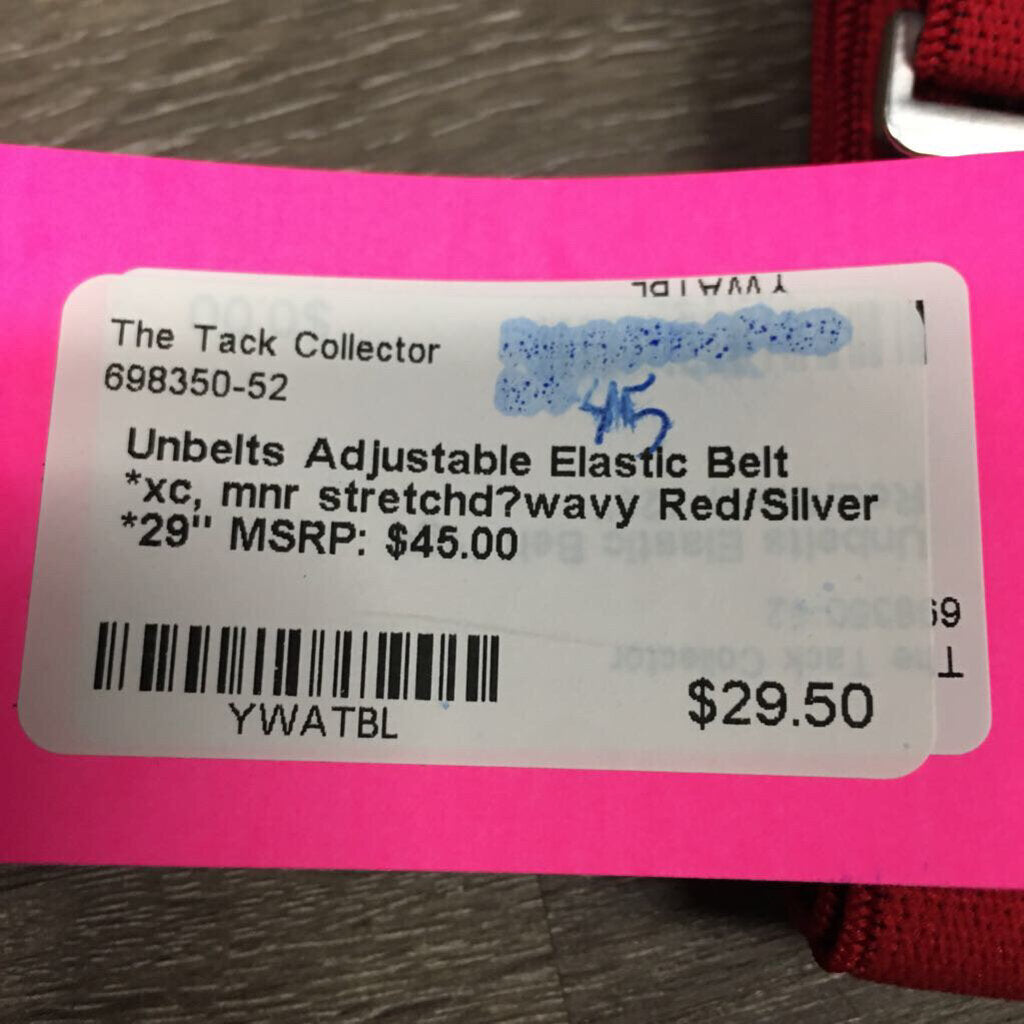 The Tack Collector
698350-52
45
Unbelts Adjustable Elastic Belt
*xc, mnr stretchd?wavy Red/Silver
*29" MSRP: $45.00
YWATBL
$29.50